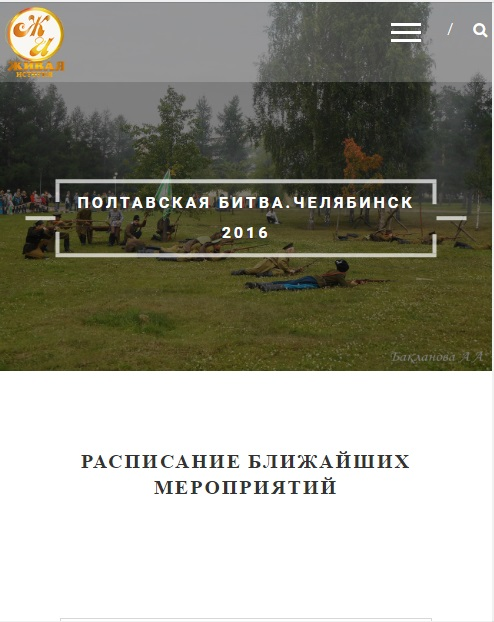 ЖИ
ЖИВАЯ
ИСТОРИЯ
/
ПОЛТАВСКАЯ БИТВА.ЧЕЛЯБИНСК
2016
Бакланова А А
РАСПИСАНИЕ БЛИЖАЙШИХ
МЕРОПРИЯТИЙ